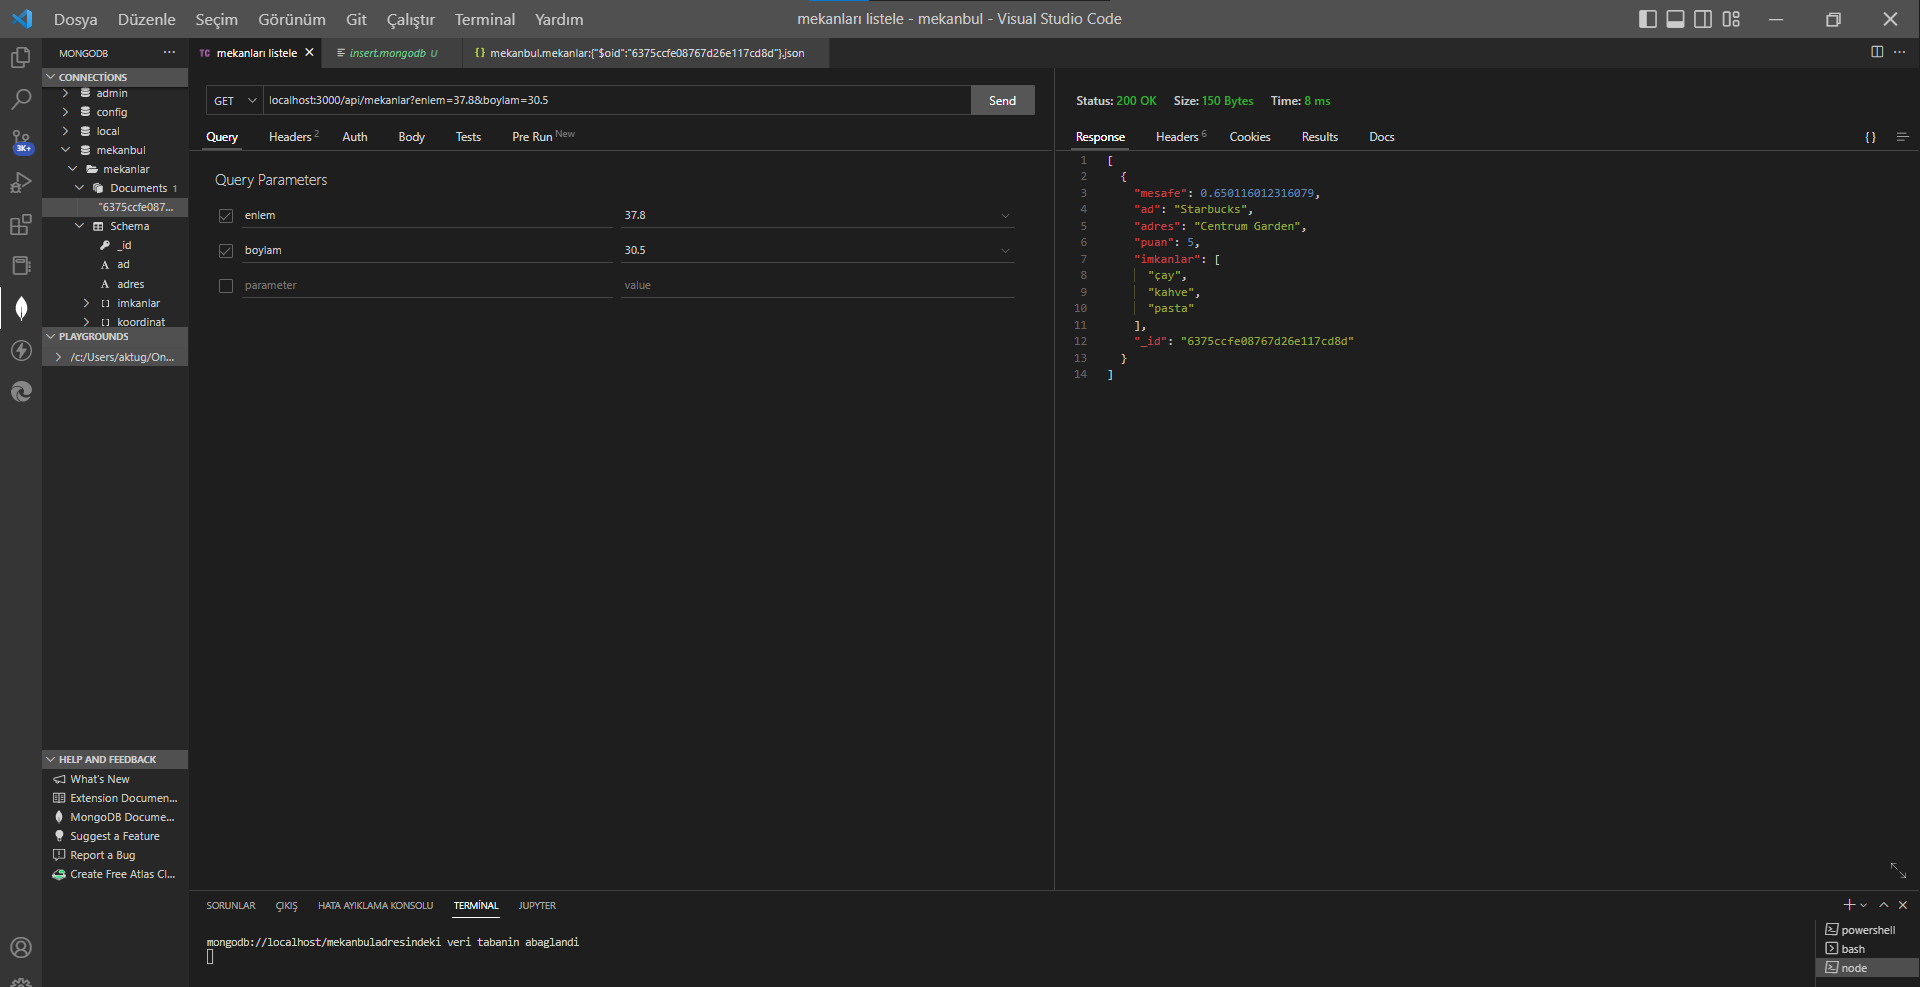 Dosya Düzenle Seçim Görünüm Git Çalıştır Terminal Yardım
mekanları listele - mekanbul - Visual Studio Code
3K+
MONGODB
CONNECTİONS
admin
config
local
mekanbul
mekanlar
Documents 1
"6375ccfe087...
Schema
_id
ad
adres
imkanlar
koordinat
PLAYGROUNDS
/c:/Users/aktug/On...
HELP AND FEEDBACK
What's New
Extension Documen...
MongoDB Docume...
Suggest a Feature
Report a Bug
Create Free Atlas Cl...
TC mekanları listele
insert.mongodb U
{} mekanbul.mekanlar:{"$oid":"6375ccfe08767d26e117cd8d"}.json
GET localhost:3000/api/mekanlar?enlem=37.8&boylam=30.5 Send
Query Headers 2 Auth Body Tests Pre Run New
Query Parameters
enlem 37.8
boylam 30.5
parameter value
Status: 200 OK Size: 150 Bytes Time: 8 ms
Response Headers 6 Cookies Results Docs {}
1 [
2 {
3 "mesafe": 0.650116012316079,
4 "ad": "Starbucks",
5 "adres": "Centrum Garden",
6 "puan": 5,
7 "imkanlar": [
8 "çay",
9 "kahve",
10 "pasta"
11 ],
12 "_id": "6375ccfe08767d26e117cd8d"
13 }
14 ]
SORUNLAR ÇIKIŞ HATA AYIKLAMA KONSOLU TERMİNAL JUPYTER
mongodb://localhost/mekanbuladresindeki veri tabanin abaglandi
powershell
bash
node